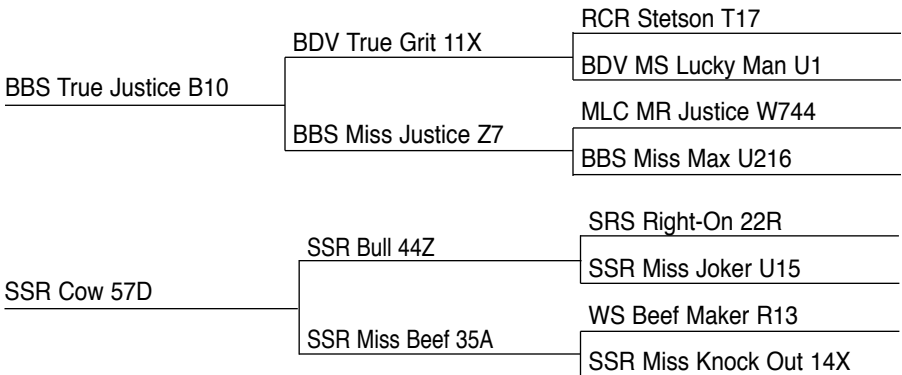 RCR Stetson T17
BDV True Grit 11X
BDV MS Lucky Man U1
BBS True Justice B10
MLC MR Justice W744
BBS Miss Justice Z7
BBS Miss Max U216
SRS Right-On 22R
SSR Bull 44Z
SSR Miss Joker U15
SSR Cow 57D
WS Beef Maker R13
SSR Miss Beef 35A
SSR Miss Knock Out 14X